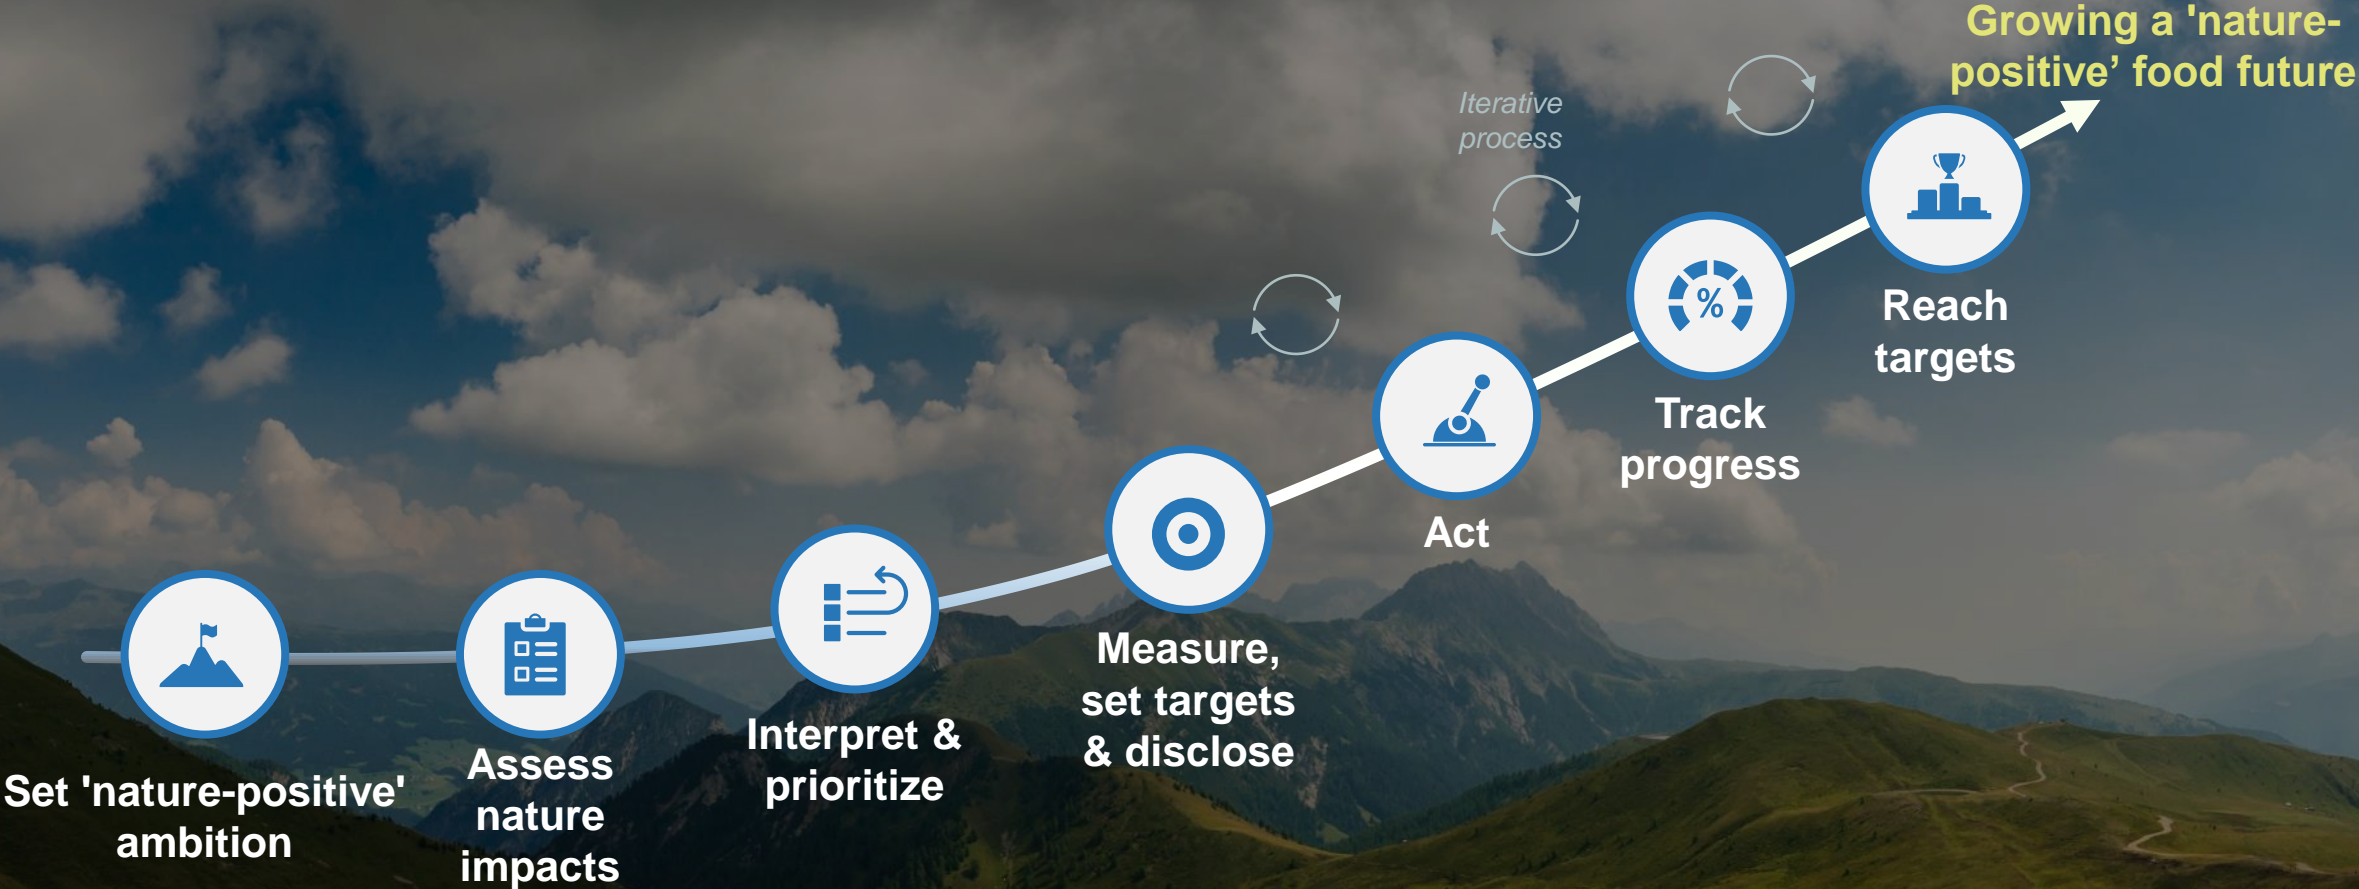 Growing a 'nature-
positive’ food future
Iterative
process
Reach
targets
%
Track
progress
Act
Measure,
set targets
& disclose
Interpret &
prioritize
Assess
nature
impacts
Set 'nature-positive'
ambition